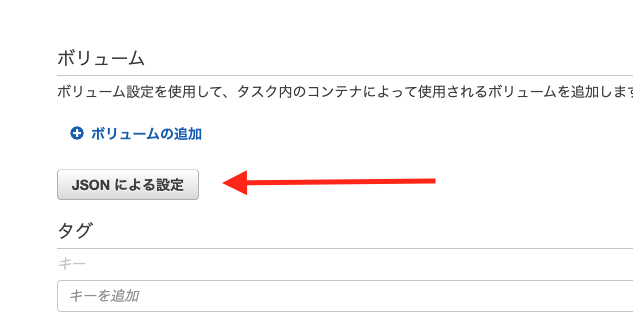 ボリューム
ボリューム設定を使用して、タスク内のコンテナによって使用されるボリュームを追加します
ボリュームの追加
JSON による設定
タグ
キー
キーを追加